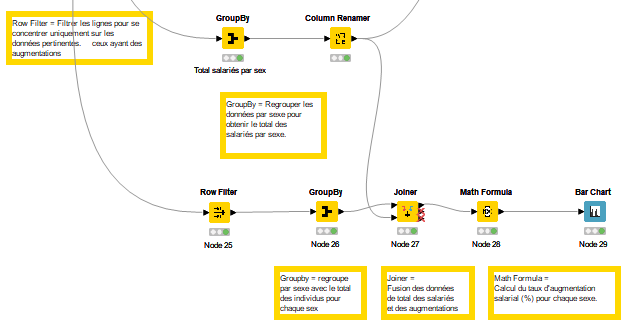 Row Filter = Filtrer les lignes pour se
concentrer uniquement sur les
données pertinentes. ceux ayant des
augmentations
GroupBy
Column Renamer
Total salariés par sex
GroupBy = Regrouper les
données par sexe pour
obtenir le total des
salariés par sexe.
Row Filter
GroupBy
Joiner
Math Formula
Bar Chart
Node 25
Node 26
Node 27
Node 28
Node 29
Groupby = regroupe
par sexe avec le total
des individus pour
chaque sex
Joiner =
Fusion des données
de total des salariés
et des augmentations
Math Formula =
Calcul du taux d'augmentation
salarial (%) pour chaque sexe.